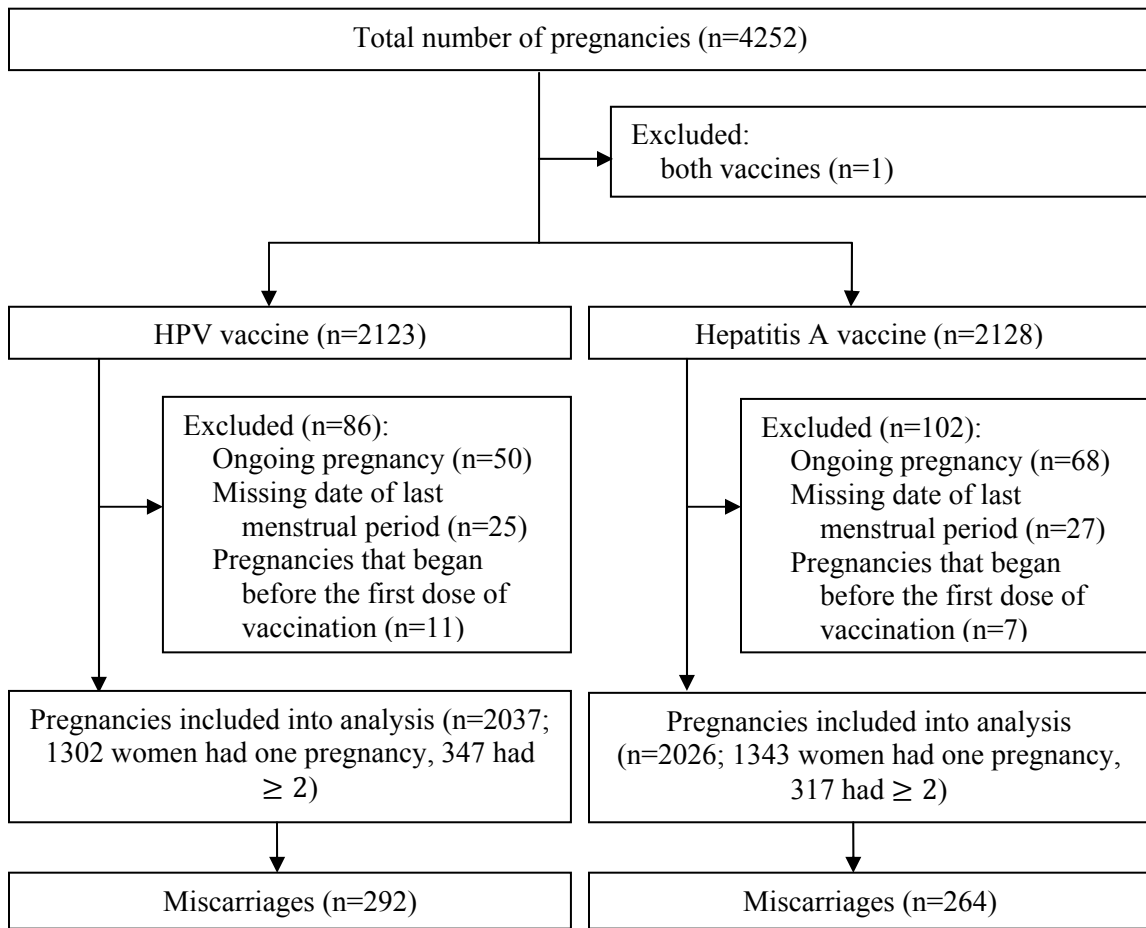 Total number of pregnancies (n=4252)
Excluded:
both vaccines (n=1)
HPV vaccine (n=2123)
Hepatitis A vaccine (n=2128)
Excluded (n=86):
Ongoing pregnancy (n=50)
Missing date of last
menstrual period (n=25)
Pregnancies that began
before the first dose of
vaccination (n=11)
Excluded (n=102):
Ongoing pregnancy (n=68)
Missing date of last
menstrual period (n=27)
Pregnancies that began
before the first dose of
vaccination (n=7)
Pregnancies included into analysis (n=2037;
1302 women had one pregnancy, 347 had
≥ 2)
Pregnancies included into analysis
(n=2026; 1343 women had one pregnancy,
317 had ≥ 2)
Miscarriages (n=292)
Miscarriages (n=264)